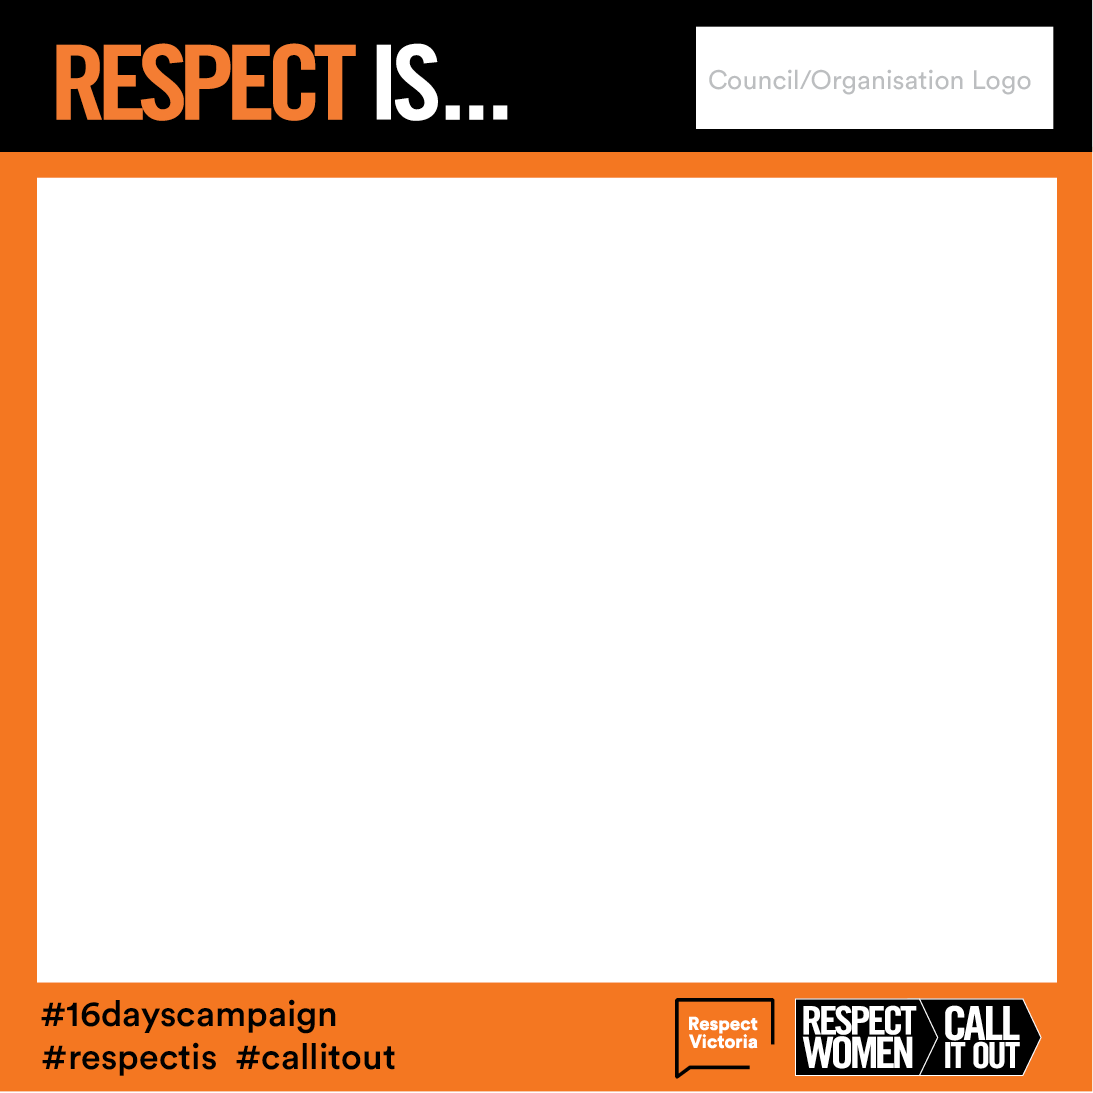 RESPECT IS...
Council/Organisation Logo
#16dayscampaign
#respectis #callitout
Respect
Victoria
RESPECT
WOMEN
CALL
IT OUT